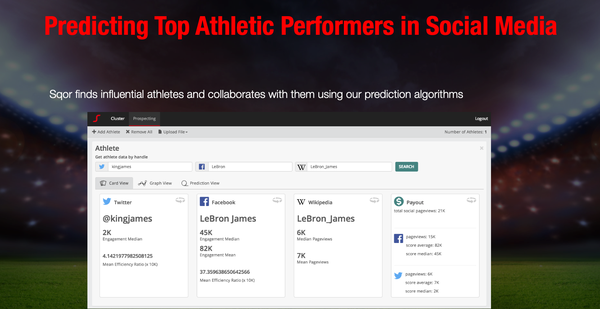 Predicting Top Athletic Performers in Social Media
Sqor finds influential athletes and collaborates with them using our prediction algorithms
Cluster Prospecting Logout
+ Add Athlete × Remove All Upload File Number of Athletes: 1
Athlete
Get athlete data by handle
kingjames LeBron LeBron_James SEARCH
Card View Graph View Prediction View
Twitter
@kingjames
2K
Engagement Median
4.1421977982508125
Mean Efficiency Ratio (x 10K)
Facebook
LeBron James
45K
Engagement Median
82K
Engagement Mean
37.359638650642566
Mean Efficiency Ratio (x 10K)
W Wikipedia
LeBron_James
6K
Median Pageviews
7K
Mean Pageviews
Payout
total social pageviews: 21K
pageviews: 15K
score average: 82K
score median: 45K
pageviews: 6K
score average: 7K
score median: 2K